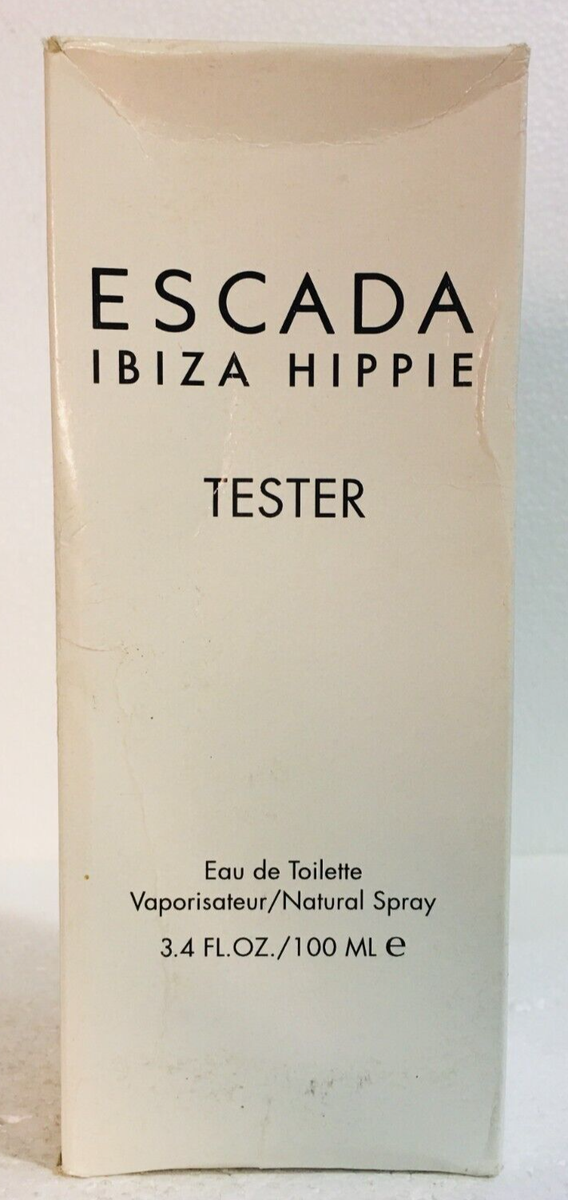 ESCADA
IBIZA HIPPIE
TESTER
Eau de Toilette
Vaporisateur/Natural Spray
3.4 FL.OZ./100 ML ℮